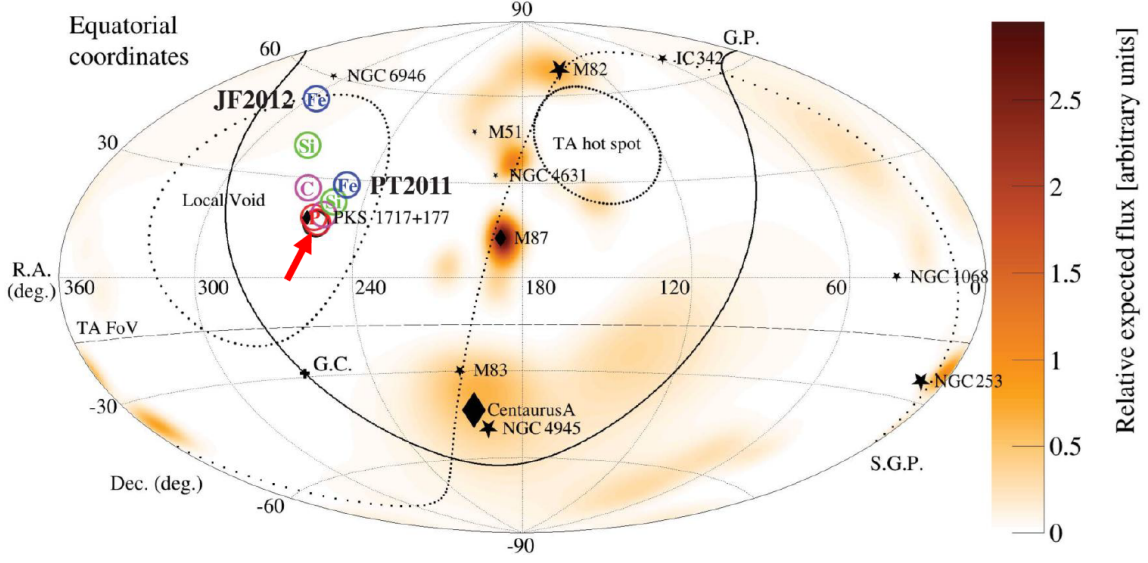 Equatorial
coordinates
90
60
30
-30
-60
-90
NGC 6946
JF2012
Fe
Si
C
P
Fe
Si
PT2011
PKS 1717+177
Local Void
M82
IC 342
G.P.
M51
TA hot spot
NGC 4631
M87
R.A.
(deg.)
360
300
240
180
120
60
0
NGC 1068
TA FoV
G.C.
M83
Centaurus A
NGC 4945
NGC 253
S.G.P.
Dec. (deg.)
2.5
2
1.5
1
0.5
0
Relative expected flux [arbitrary units]